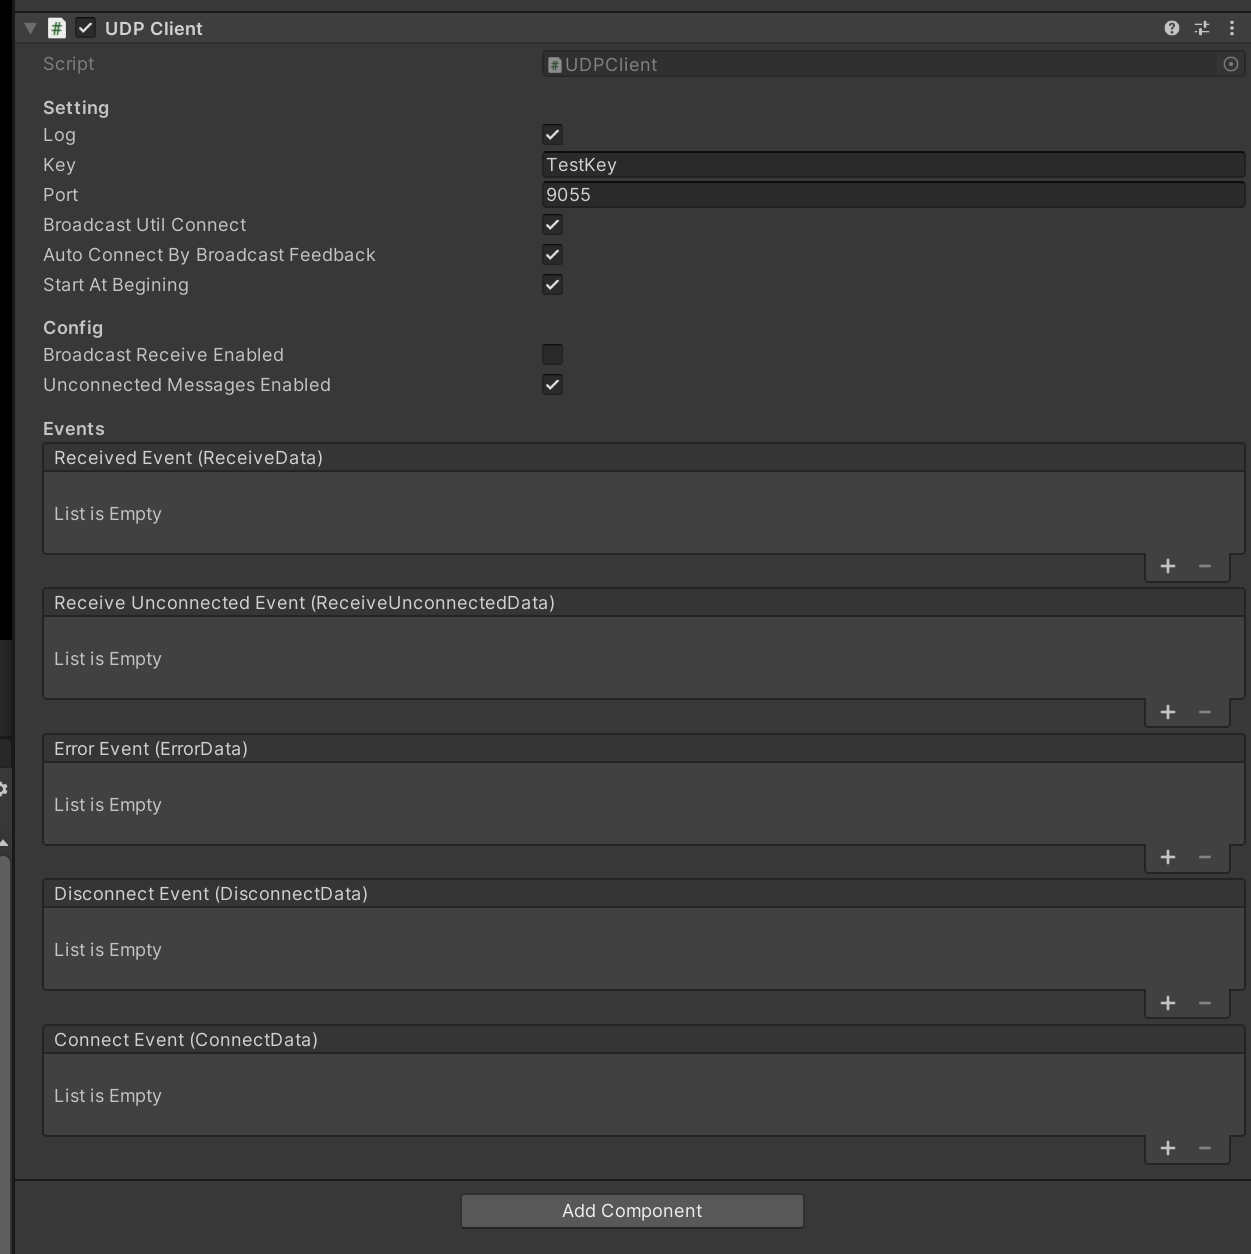 UDP Client
Script
UDPClient
Setting
Log
Key
TestKey
Port
9055
Broadcast Util Connect
Auto Connect By Broadcast Feedback
Start At Begining
Config
Broadcast Receive Enabled
Unconnected Messages Enabled
Events
Received Event (ReceiveData)
List is Empty
Receive Unconnected Event (ReceiveUnconnectedData)
List is Empty
Error Event (ErrorData)
List is Empty
Disconnect Event (DisconnectData)
List is Empty
Connect Event (ConnectData)
List is Empty
Add Component